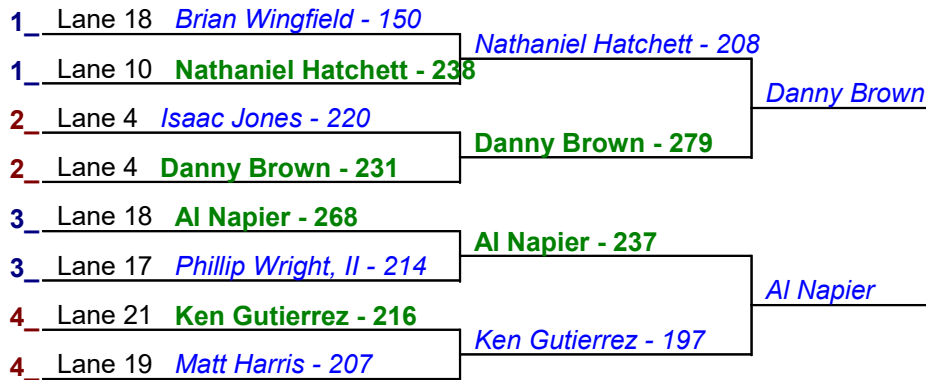 1_ Lane 18 Brian Wingfield - 150
Nathaniel Hatchett - 208
1_ Lane 10 Nathaniel Hatchett - 238
Danny Brown
2_ Lane 4 Isaac Jones - 220
Danny Brown - 279
2_ Lane 4 Danny Brown - 231
3_ Lane 18 Al Napier - 268
Al Napier - 237
3_ Lane 17 Phillip Wright, II - 214
Al Napier
4_ Lane 21 Ken Gutierrez - 216
Ken Gutierrez - 197
4_ Lane 19 Matt Harris - 207